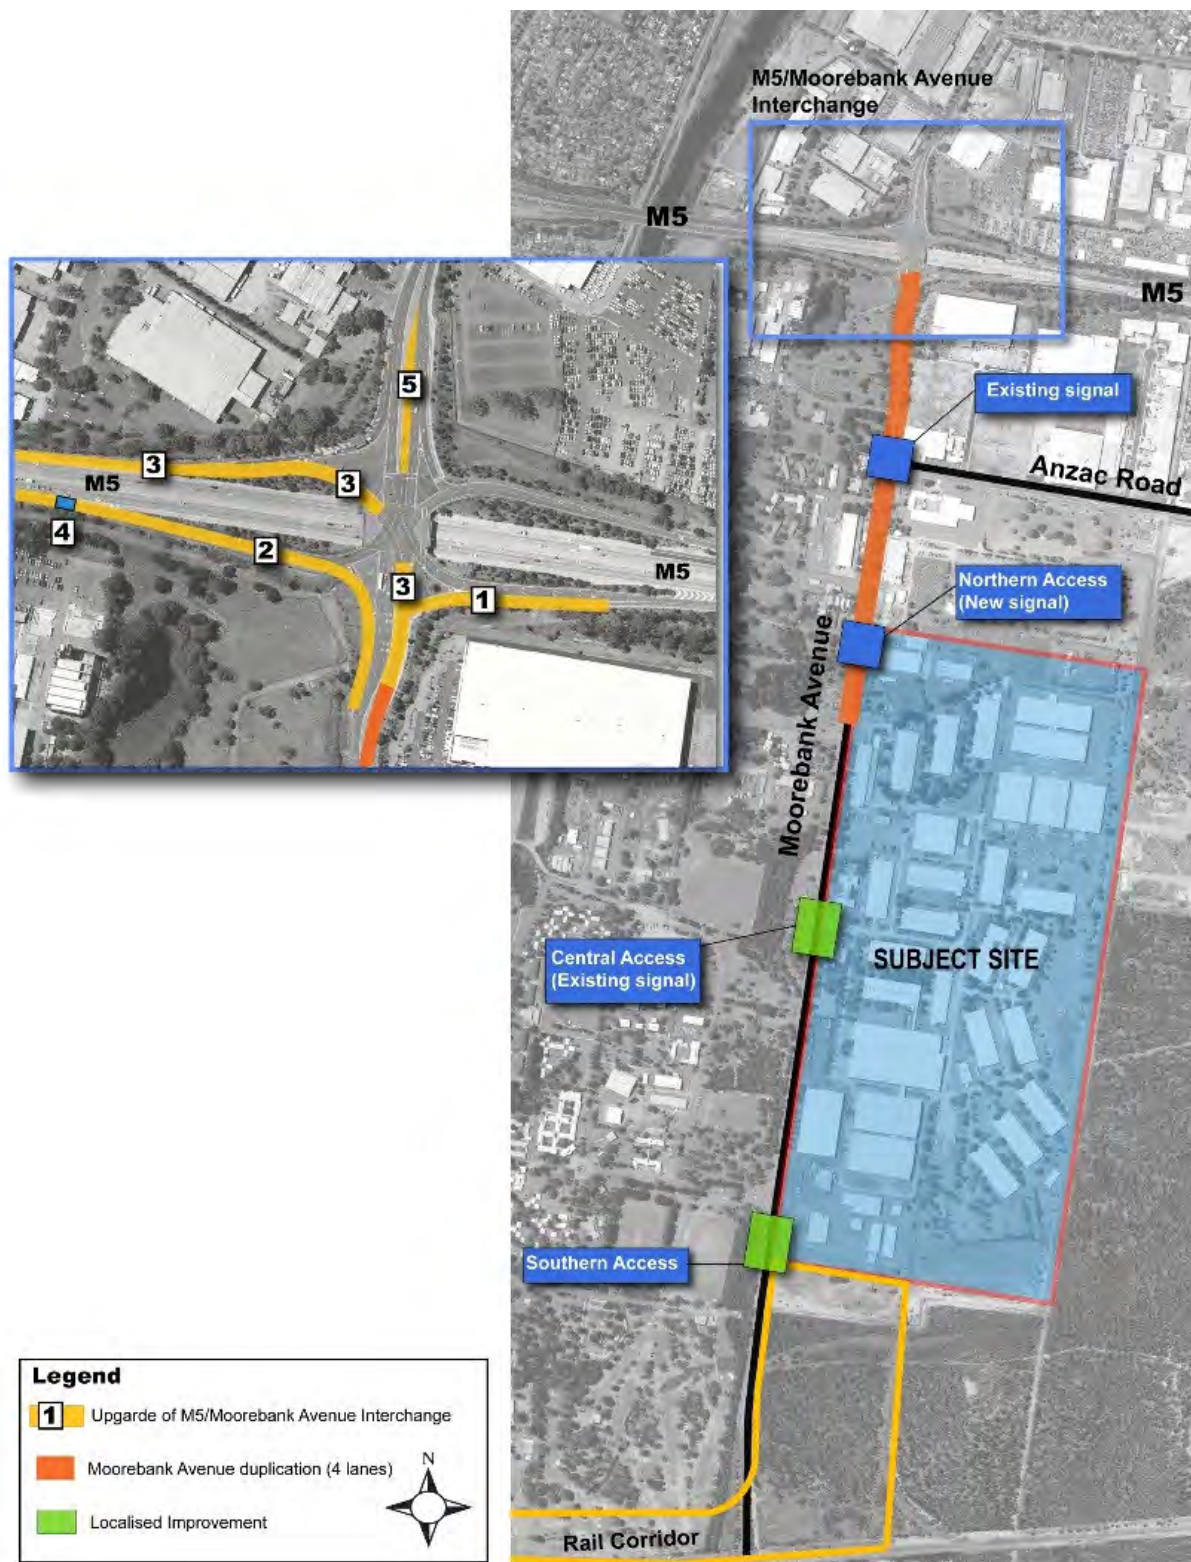 M5/Moorebank Avenue
Interchange
M5
M5
5
3
M5
3
4
2
3
1
M5
Existing signal
Anzac Road
Northern Access
(New signal)
Moorebank Avenue
Central Access
(Existing signal)
SUBJECT SITE
Southern Access
Legend
1 Upgarde of M5/Moorebank Avenue Interchange
Moorebank Avenue duplication (4 lanes)
Localised Improvement
N
Rail Corridor